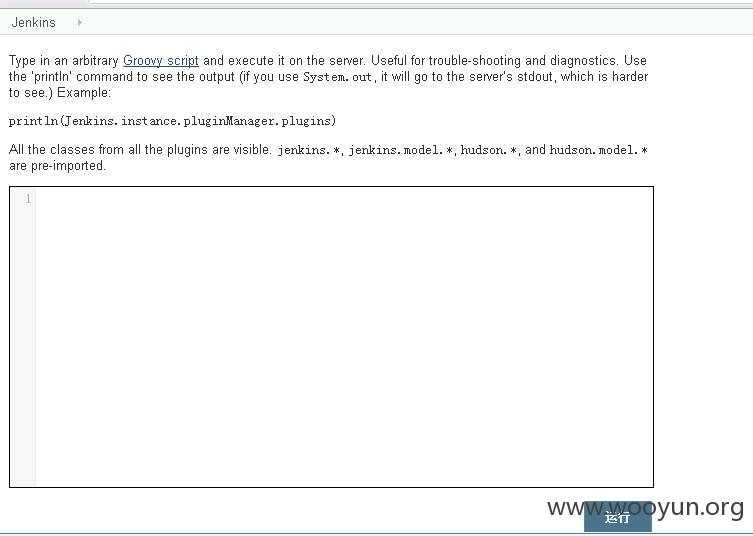 Jenkins
Type in an arbitrary Groovy script and execute it on the server. Useful for trouble-shooting and diagnostics. Use
the 'println' command to see the output (if you use System.out, it will go to the server's stdout, which is harder
to see.) Example:
println(Jenkins.instance.pluginManager.plugins)
All the classes from all the plugins are visible. jenkins.*, jenkins.model.*, hudson.*, and hudson.model.*
are pre-imported.
1
www.wooyun.org
运行